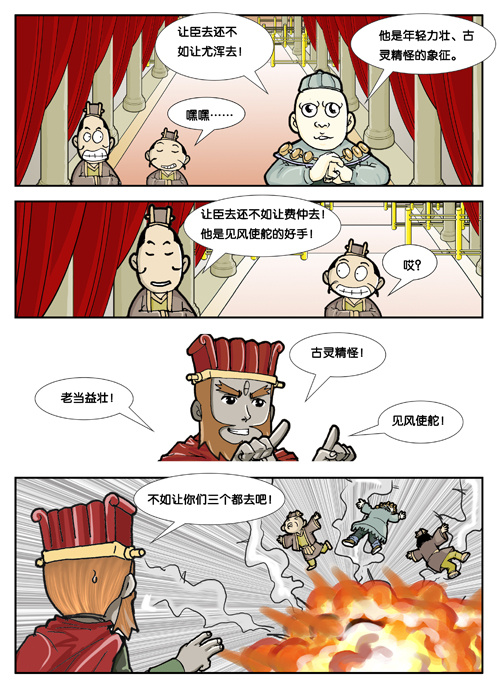 让臣去还不
如让尤浑去！
他是年轻力壮、古
灵精怪的象征。
嘿嘿……
让臣去还不如让费仲去！
他是见风使舵的好手！
哎？
古灵精怪！
老当益壮！
见风使舵！
不如让你们三个都去吧！